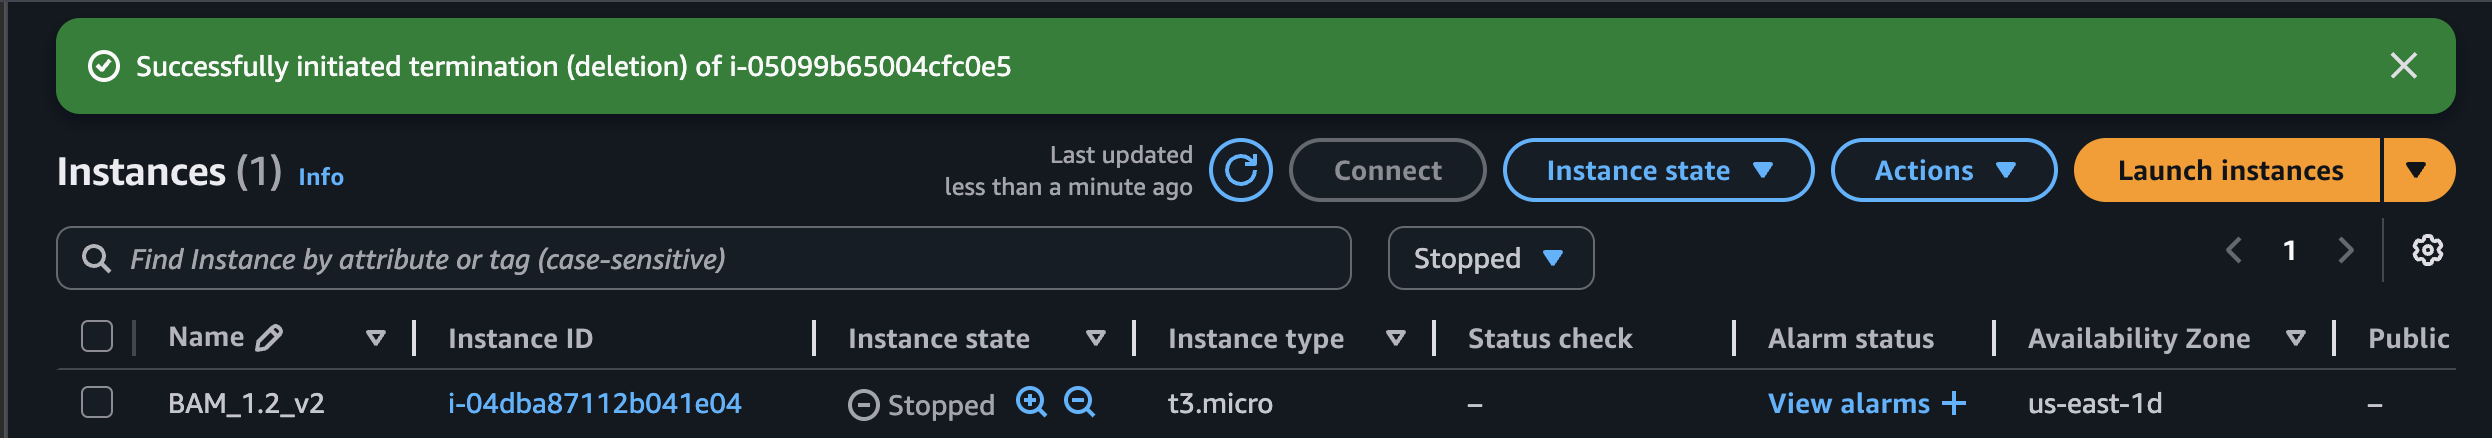 Successfully initiated termination (deletion) of i-05099b65004cfc0e5
Instances (1) Info
Last updated
less than a minute ago
Connect
Instance state
Actions
Launch instances
Find Instance by attribute or tag (case-sensitive)
Stopped
1
Name Instance ID Instance state Instance type Status check Alarm status Availability Zone Public
BAM_1.2_v2 i-04dba87112b041e04 Stopped t3.micro – View alarms + us-east-1d –